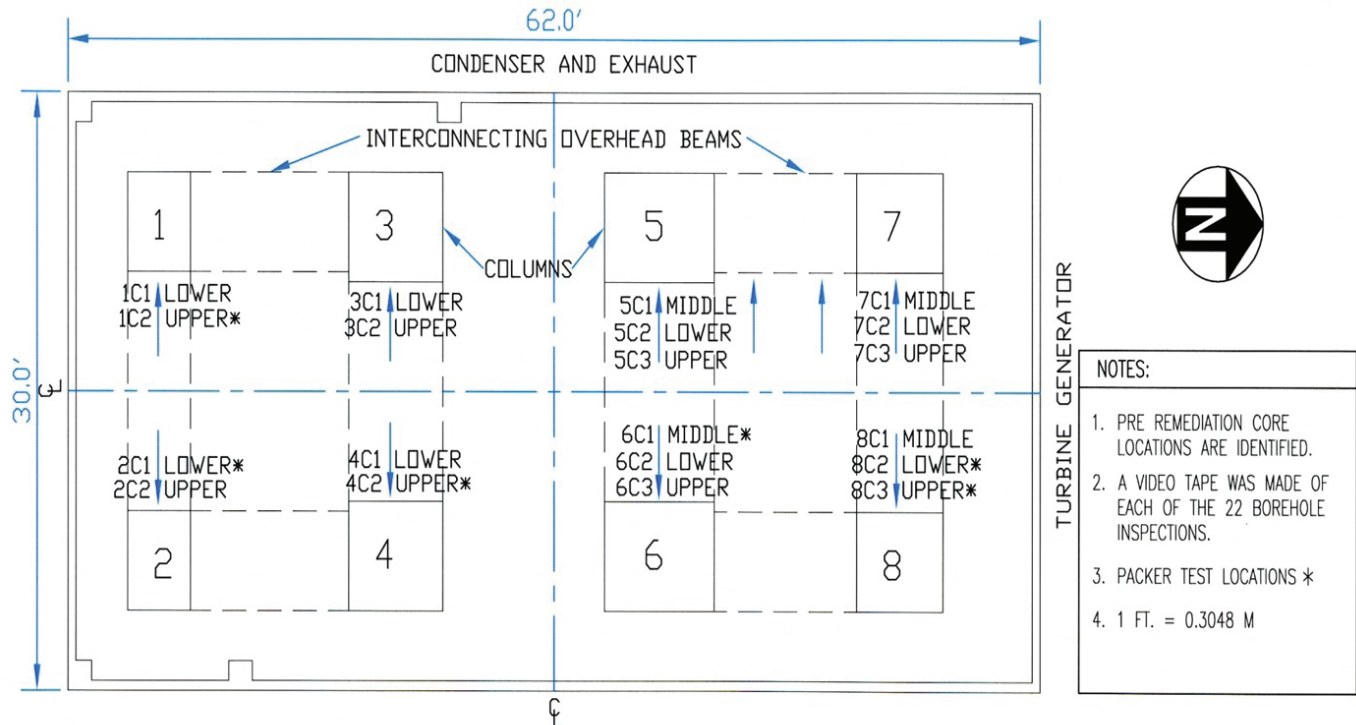 62.0'
CONDENSER AND EXHAUST
INTERCONNECTING OVERHEAD BEAMS
1
3
5
7
COLUMNS
1C1 LOWER
1C2 UPPER*
3C1 LOWER
3C2 UPPER
5C1 MIDDLE
5C2 LOWER
5C3 UPPER
7C1 MIDDLE
7C2 LOWER
7C3 UPPER
30.0'
℄
2C1 LOWER*
2C2 UPPER
4C1 LOWER
4C2 UPPER*
6C1 MIDDLE*
6C2 LOWER
6C3 UPPER
8C1 MIDDLE
8C2 LOWER*
8C3 UPPER*
2
4
6
8
℄
TURBINE GENERATOR
N
NOTES:
1. PRE REMEDIATION CORE
LOCATIONS ARE IDENTIFIED.
2. A VIDEO TAPE WAS MADE OF
EACH OF THE 22 BOREHOLE
INSPECTIONS.
3. PACKER TEST LOCATIONS *
4. 1 FT. = 0.3048 M